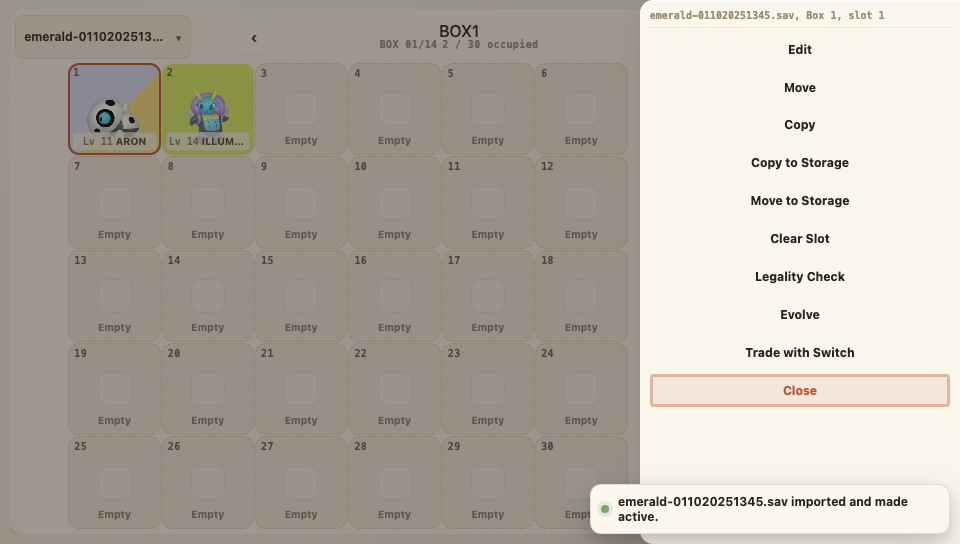 emerald-0110202513... ▾
‹
BOX1
BOX 01/14 2 / 30 occupied
1
Lv 11 ARON
2
Lv 14 ILLUM...
3
Empty
4
Empty
5
Empty
6
Empty
7
Empty
8
Empty
9
Empty
10
Empty
11
Empty
12
Empty
13
Empty
14
Empty
15
Empty
16
Empty
17
Empty
18
Empty
19
Empty
20
Empty
21
Empty
22
Empty
23
Empty
24
Empty
25
Empty
26
Empty
27
Empty
28
Empty
29
Empty
30
emerald-011020251345.sav, Box 1, slot 1
Edit
Move
Copy
Copy to Storage
Move to Storage
Clear Slot
Legality Check
Evolve
Trade with Switch
Close
emerald-011020251345.sav imported and made
active.